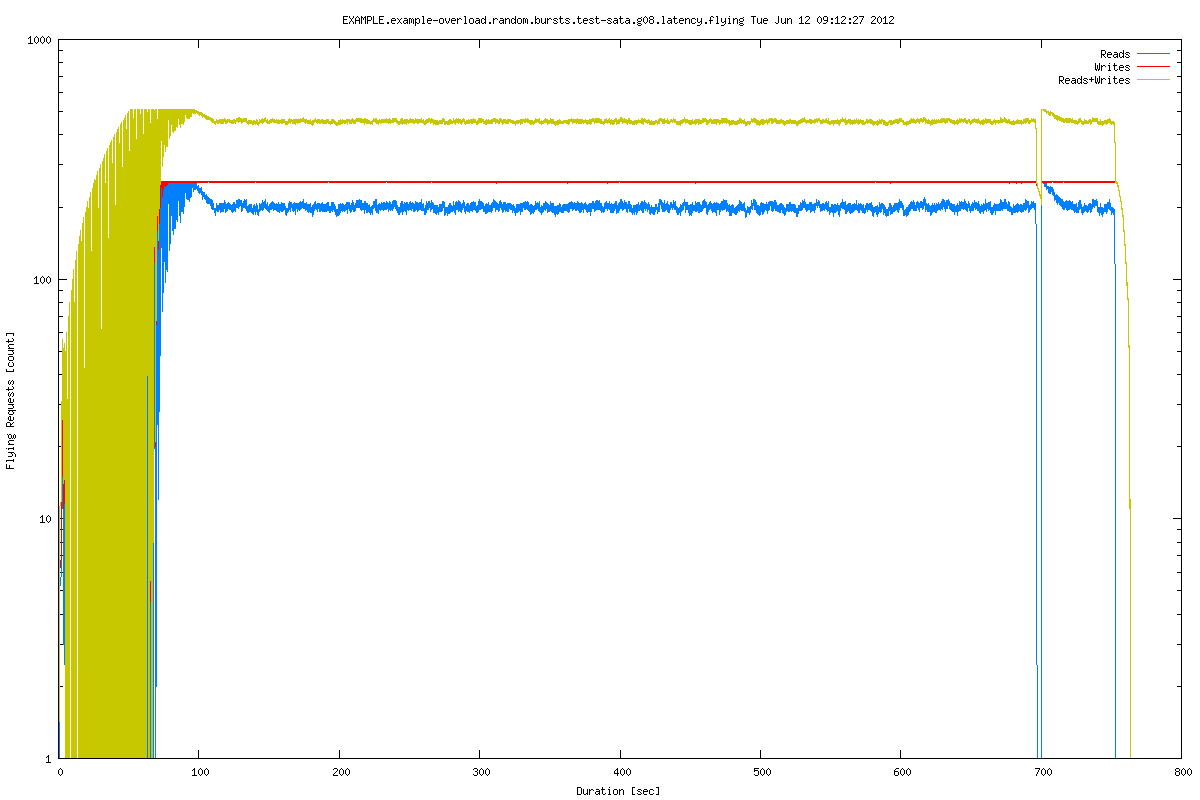 EXAMPLE.example-overload.random.bursts.test-sata.g08.latency.flying Tue Jun 12 09:12:27 2012
Reads
Writes
Reads+Writes
1000
100
10
1
Flying Requests [count]
0 100 200 300 400 500 600 700 800
Duration [sec]